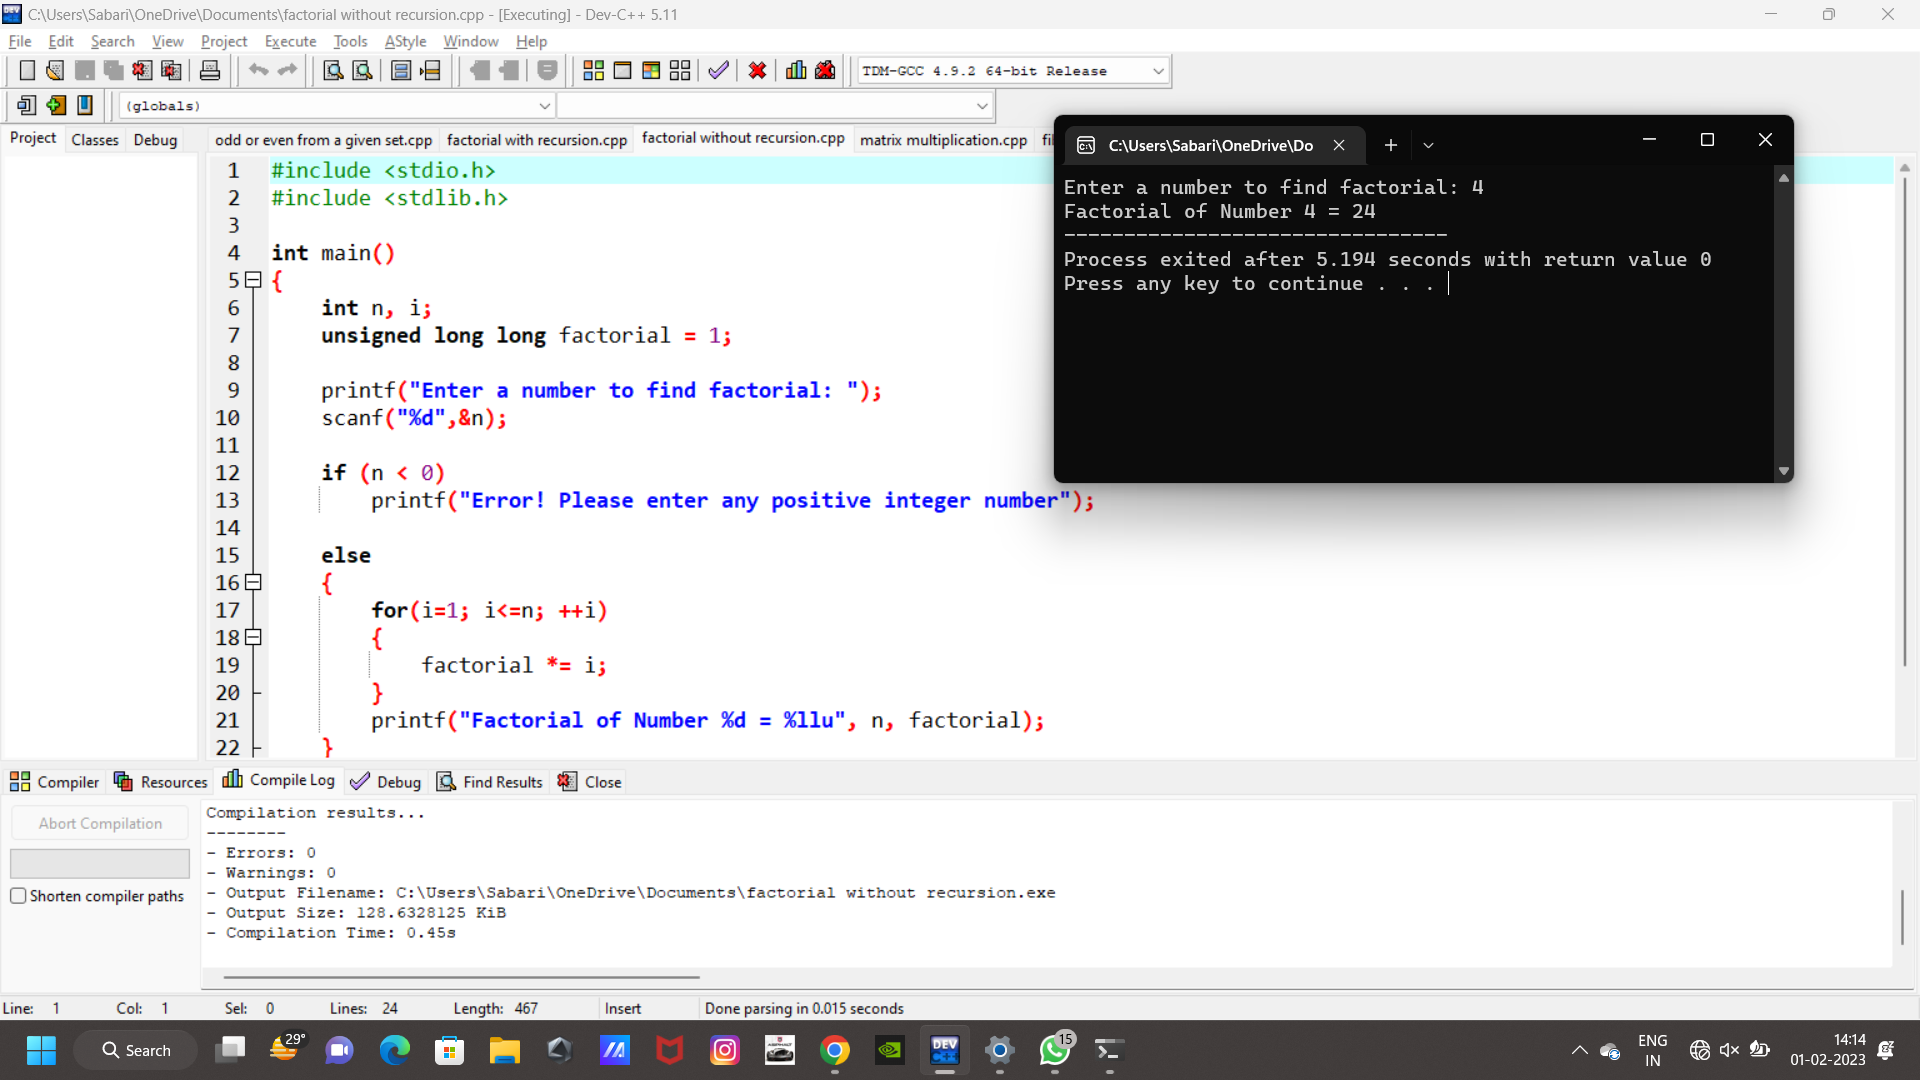 C:\Users\Sabari\OneDrive\Documents\factorial without recursion.cpp - [Executing] - Dev-C++ 5.11
File Edit Search View Project Execute Tools AStyle Window Help
TDM-GCC 4.9.2 64-bit Release
(globals)
Project Classes Debug
odd or even from a given set.cpp factorial with recursion.cpp factorial without recursion.cpp matrix multiplication.cpp
1 #include <stdio.h>
2 #include <stdlib.h>
3
4 int main()
5 {
6 int n, i;
7 unsigned long long factorial = 1;
8
9 printf("Enter a number to find factorial: ");
10 scanf("%d",&n);
11
12 if (n < 0)
13 printf("Error! Please enter any positive integer number");
14
15 else
16 {
17 for(i=1; i<=n; ++i)
18 {
19 factorial *= i;
20 }
21 printf("Factorial of Number %d = %llu", n, factorial);
22 }
C:\Users\Sabari\OneDrive\Do
Enter a number to find factorial: 4
Factorial of Number 4 = 24
--------------------------------
Process exited after 5.194 seconds with return value 0
Press any key to continue . . .
Compiler Resources Compile Log Debug Find Results Close
Abort Compilation
Shorten compiler paths
Compilation results...
--------
- Errors: 0
- Warnings: 0
- Output Filename: C:\Users\Sabari\OneDrive\Documents\factorial without recursion.exe
- Output Size: 128.6328125 KiB
- Compilation Time: 0.45s
Line: 1 Col: 1 Sel: 0 Lines: 24 Length: 467 Insert Done parsing in 0.015 seconds
Search
29°
DEV
15
ENG
IN
14:14
01-02-2023